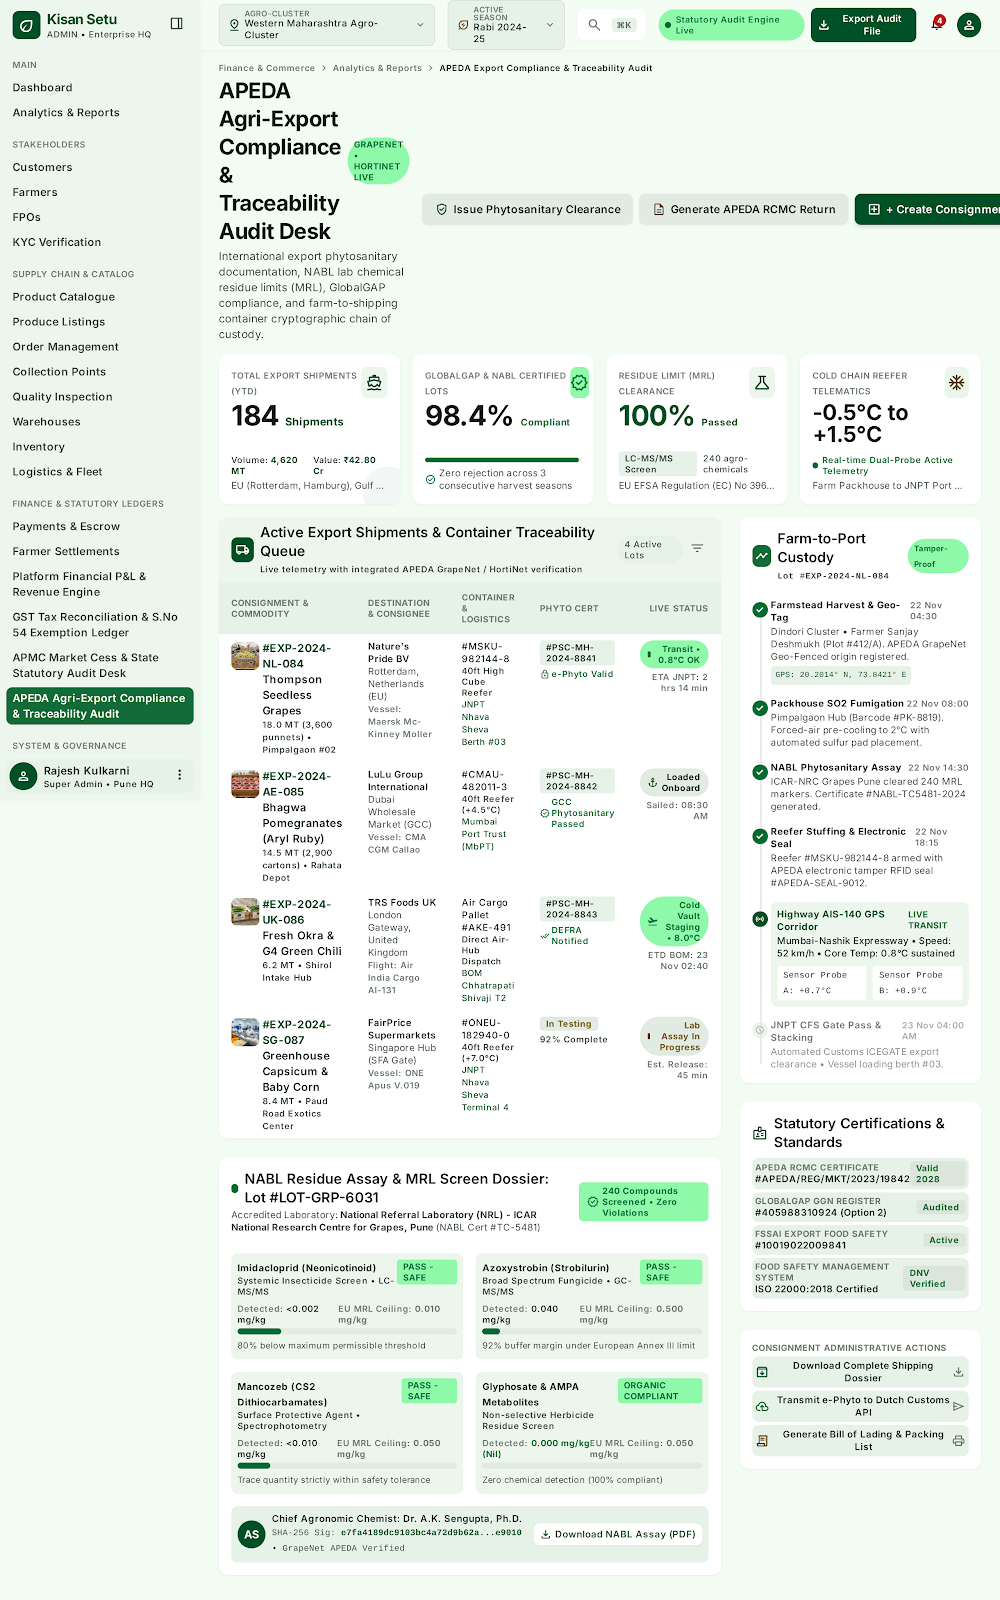 Kisan Setu
ADMIN • Enterprise HQ
MAIN
Dashboard
Analytics & Reports
STAKEHOLDERS
Customers
Farmers
FPOs
KYC Verification
SUPPLY CHAIN & CATALOG
Product Catalogue
Produce Listings
Order Management
Collection Points
Quality Inspection
Warehouses
Inventory
Logistics & Fleet
FINANCE & STATUTORY LEDGERS
Payments & Escrow
Farmer Settlements
Platform Financial P&L &
Revenue Engine
GST Tax Reconciliation & S.No
54 Exemption Ledger
APMC Market Cess & State
Statutory Audit Desk
APEDA Agri-Export Compliance
& Traceability Audit
SYSTEM & GOVERNANCE
Rajesh Kulkarni
Super Admin • Pune HQ
AGRO-CLUSTER
Western Maharashtra Agro-
Cluster
ACTIVE
SEASON
Rabi 2024-
25
⌘K
Statutory Audit Engine
Live
Export Audit
File
4
Finance & Commerce > Analytics & Reports > APEDA Export Compliance & Traceability Audit
APEDA
Agri-Export
Compliance
&
Traceability
Audit Desk
GRAPENET
•
HORTINET
LIVE
International export phytosanitary
documentation, NABL lab chemical
residue limits (MRL), GlobalGAP
compliance, and farm-to-shipping
container cryptographic chain of
custody.
Issue Phytosanitary Clearance
Generate APEDA RCMC Return
+ Create Consignmen
TOTAL EXPORT SHIPMENTS
(YTD)
184 Shipments
Volume: 4,620
MT
Value: ₹42.80
Cr
EU (Rotterdam, Hamburg), Gulf ...
GLOBALGAP & NABL CERTIFIED
LOTS
98.4% Compliant
Zero rejection across 3
consecutive harvest seasons
RESIDUE LIMIT (MRL)
CLEARANCE
100% Passed
LC-MS/MS
Screen
240 agro-
chemicals
EU EFSA Regulation (EC) No 396...
COLD CHAIN REEFER
TELEMATICS
-0.5°C to
+1.5°C
Real-time Dual-Probe Active
Telemetry
Farm Packhouse to JNPT Port ...
Active Export Shipments & Container Traceability
Queue
Live telemetry with integrated APEDA GrapeNet / HortiNet verification
4 Active
Lots
CONSIGNMENT &
COMMODITY
DESTINATION
& CONSIGNEE
CONTAINER
&
LOGISTICS
PHYTO CERT
LIVE STATUS
#EXP-2024-
NL-084
Thompson
Seedless
Grapes
18.0 MT (3,600
punnets) •
Pimpalgaon #02
Nature's
Pride BV
Rotterdam,
Netherlands
(EU)
Vessel:
Maersk Mc-
Kinney Moller
#MSKU-
982144-8
40ft High
Cube
Reefer
JNPT
Nhava
Sheva
Berth #03
#PSC-MH-
2024-8841
e-Phyto Valid
Transit •
0.8°C OK
ETA JNPT: 2
hrs 14 min
#EXP-2024-
AE-085
Bhagwa
Pomegranates
(Aryl Ruby)
14.5 MT (2,900
cartons) • Rahata
Depot
LuLu Group
International
Dubai
Wholesale
Market (GCC)
Vessel: CMA
CGM Callao
#CMAU-
482011-3
40ft Reefer
(+4.5°C)
Mumbai
Port Trust
(MbPT)
#PSC-MH-
2024-8842
GCC
Phytosanitary
Passed
Loaded
Onboard
Sailed: 08:30
AM
#EXP-2024-
UK-086
Fresh Okra &
G4 Green Chili
6.2 MT • Shirol
Intake Hub
TRS Foods UK
London
Gateway,
United
Kingdom
Flight: Air
India Cargo
AI-131
Air Cargo
Pallet
#AKE-491
Direct Air-
Hub
Dispatch
BOM
Chhatrapati
Shivaji T2
#PSC-MH-
2024-8843
DEFRA
Notified
Cold
Vault
Staging
• 8.0°C
ETD BOM: 23
Nov 02:40
#EXP-2024-
SG-087
Greenhouse
Capsicum &
Baby Corn
8.4 MT • Paud
Road Exotics
Center
FairPrice
Supermarkets
Singapore Hub
(SFA Gate)
Vessel: ONE
Apus V.019
#ONEU-
182940-0
40ft Reefer
(+7.0°C)
JNPT
Nhava
Sheva
Terminal 4
In Testing
92% Complete
Lab
Assay In
Progress
Est. Release:
45 min
NABL Residue Assay & MRL Screen Dossier:
Lot #LOT-GRP-6031
Accredited Laboratory: National Referral Laboratory (NRL) - ICAR
National Research Centre for Grapes, Pune (NABL Cert #TC-5481)
240 Compounds
Screened • Zero
Violations
Imidacloprid (Neonicotinoid)
Systemic Insecticide Screen • LC-
MS/MS
PASS -
SAFE
Detected: <0.002
mg/kg
EU MRL Ceiling: 0.010
mg/kg
80% below maximum permissible threshold
Azoxystrobin (Strobilurin)
Broad Spectrum Fungicide • GC-
MS/MS
PASS -
SAFE
Detected: 0.040
mg/kg
EU MRL Ceiling: 0.500
mg/kg
92% buffer margin under European Annex III limit
Mancozeb (CS2
Dithiocarbamates)
Surface Protective Agent •
Spectrophotometry
PASS -
SAFE
Detected: <0.010
mg/kg
EU MRL Ceiling: 0.050
mg/kg
Trace quantity strictly within safety tolerance
Glyphosate & AMPA
Metabolites
Non-selective Herbicide
Residue Screen
ORGANIC
COMPLIANT
Detected: 0.000 mg/kg
(Nil)
EU MRL Ceiling: 0.050
mg/kg
Zero chemical detection (100% compliant)
AS
Chief Agronomic Chemist: Dr. A.K. Sengupta, Ph.D.
SHA-256 Sig: e7fa4189dc9103bc4a72d9b62a...e9010
• GrapeNet APEDA Verified
Download NABL Assay (PDF)
Farm-to-Port
Custody
Lot #EXP-2024-NL-084
Tamper-
Proof
Farmstead Harvest & Geo-
Tag
22 Nov
04:30
Dindori Cluster • Farmer Sanjay
Deshmukh (Plot #412/A). APEDA GrapeNet
Geo-Fenced origin registered.
GPS: 20.2014° N, 73.8421° E
Packhouse SO2 Fumigation 22 Nov 08:00
Pimpalgaon Hub (Barcode #PK-8819).
Forced-air pre-cooling to 2°C with
automated sulfur pad placement.
NABL Phytosanitary Assay 22 Nov 14:30
ICAR-NRC Grapes Pune cleared 240 MRL
markers. Certificate #NABL-TC5481-2024
generated.
Reefer Stuffing & Electronic
Seal
22 Nov
18:15
Reefer #MSKU-982144-8 armed with
APEDA electronic tamper RFID seal
#APEDA-SEAL-9012.
Highway AIS-140 GPS
Corridor
LIVE
TRANSIT
Mumbai-Nashik Expressway • Speed:
52 km/h • Core Temp: 0.8°C sustained
Sensor Probe
A: +0.7°C
Sensor Probe
B: +0.9°C
JNPT CFS Gate Pass &
Stacking
23 Nov 04:00
AM
Automated Customs ICEGATE export
clearance • Vessel loading berth #03.
Statutory Certifications &
Standards
APEDA RCMC CERTIFICATE
#APEDA/REG/MKT/2023/19842
Valid
2028
GLOBALGAP GGN REGISTER
#405988310924 (Option 2)
Audited
FSSAI EXPORT FOOD SAFETY
#10019022009841
Active
FOOD SAFETY MANAGEMENT
SYSTEM
ISO 22000:2018 Certified
DNV
Verified
CONSIGNMENT ADMINISTRATIVE ACTIONS
Download Complete Shipping
Dossier
Transmit e-Phyto to Dutch Customs
API
Generate Bill of Lading & Packing
List